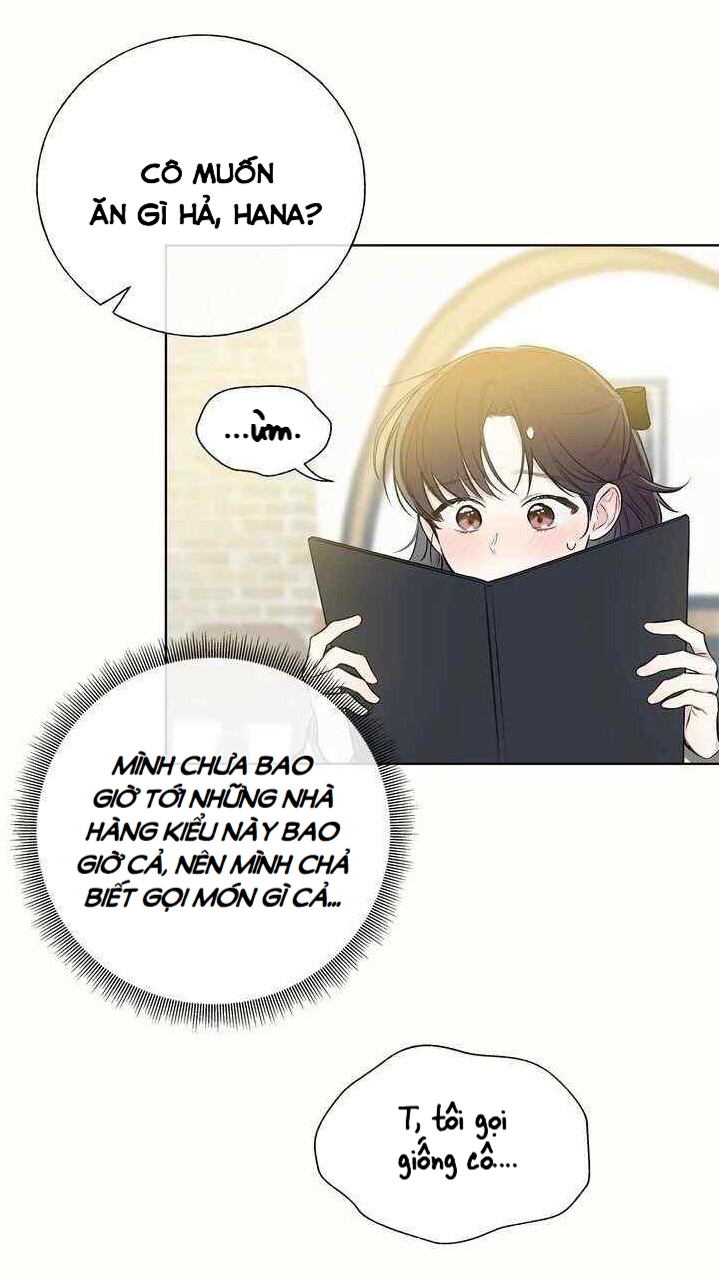 CÔ MUỐN
ĂN GÌ HẢ, HANA?
...ừm.
MÌNH CHƯA BAO
GIỜ TỚI NHỮNG NHÀ
HÀNG KIỂU NÀY BAO
GIỜ CẢ, NÊN MÌNH CHẢ
BIẾT GỌI MÓN GÌ CẢ...
T, tôi gọi
giống cô....